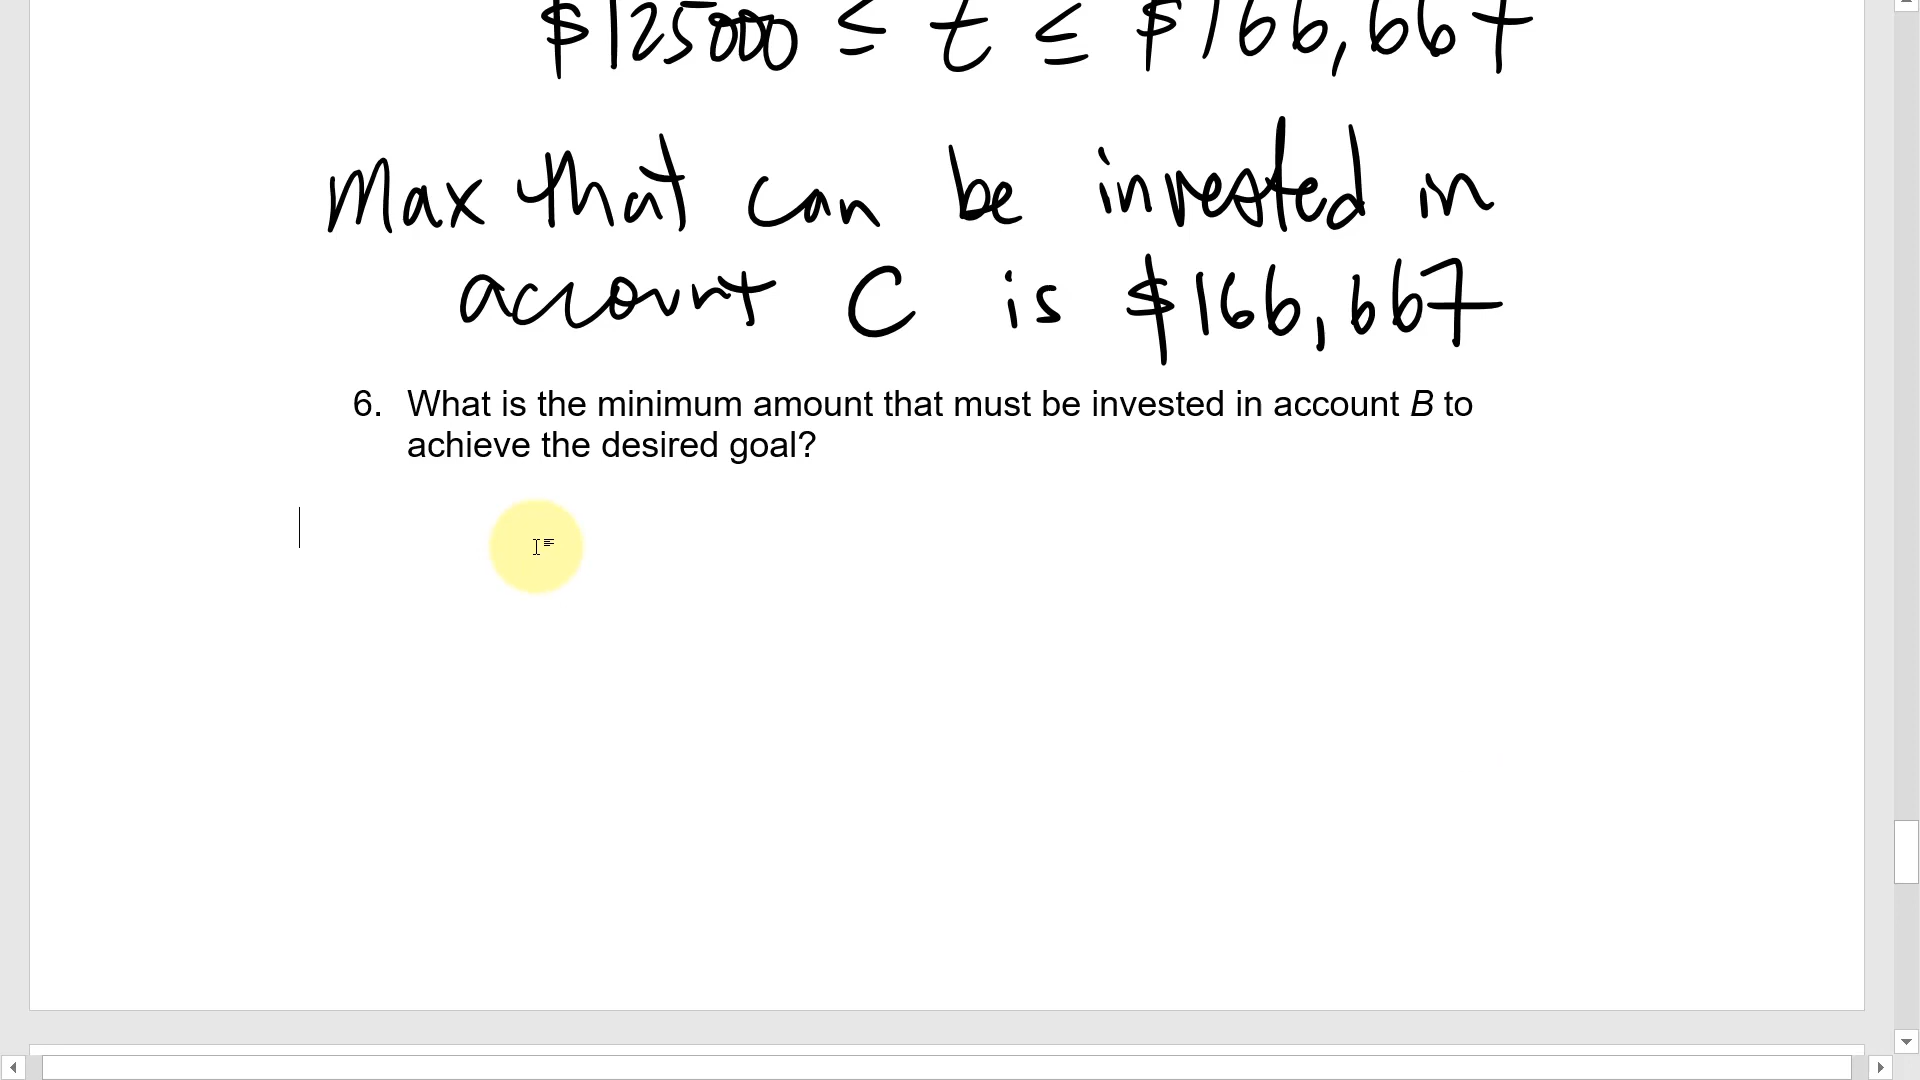 $125000 ≤ t ≤ $166,667
Max that can be invested in
account C is $166,667
6. What is the minimum amount that must be invested in account B to
achieve the desired goal?